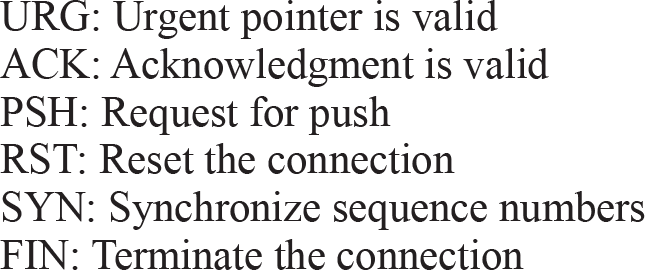 URG: Urgent pointer is valid
ACK: Acknowledgment is valid
PSH: Request for push
RST: Reset the connection
SYN: Synchronize sequence numbers
FIN: Terminate the connection